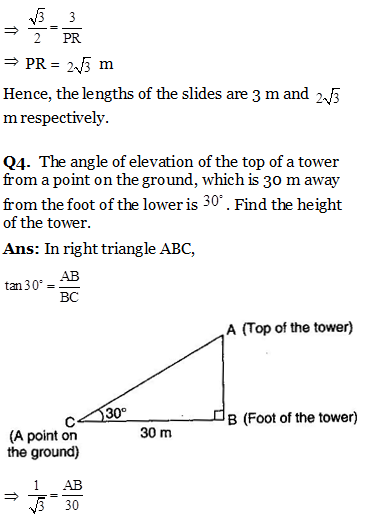 ⇒ √3/2 = 3/PR
⇒ PR = 2√3 m
Hence, the lengths of the slides are 3 m and 2√3
m respectively.
Q4. The angle of elevation of the top of a tower
from a point on the ground, which is 30 m away
from the foot of the lower is 30°. Find the height
of the tower.
Ans: In right triangle ABC,
tan 30° = AB/BC
A (Top of the tower)
30°
C
B (Foot of the tower)
(A point on
the ground)
30 m
⇒ 1/√3 = AB/30